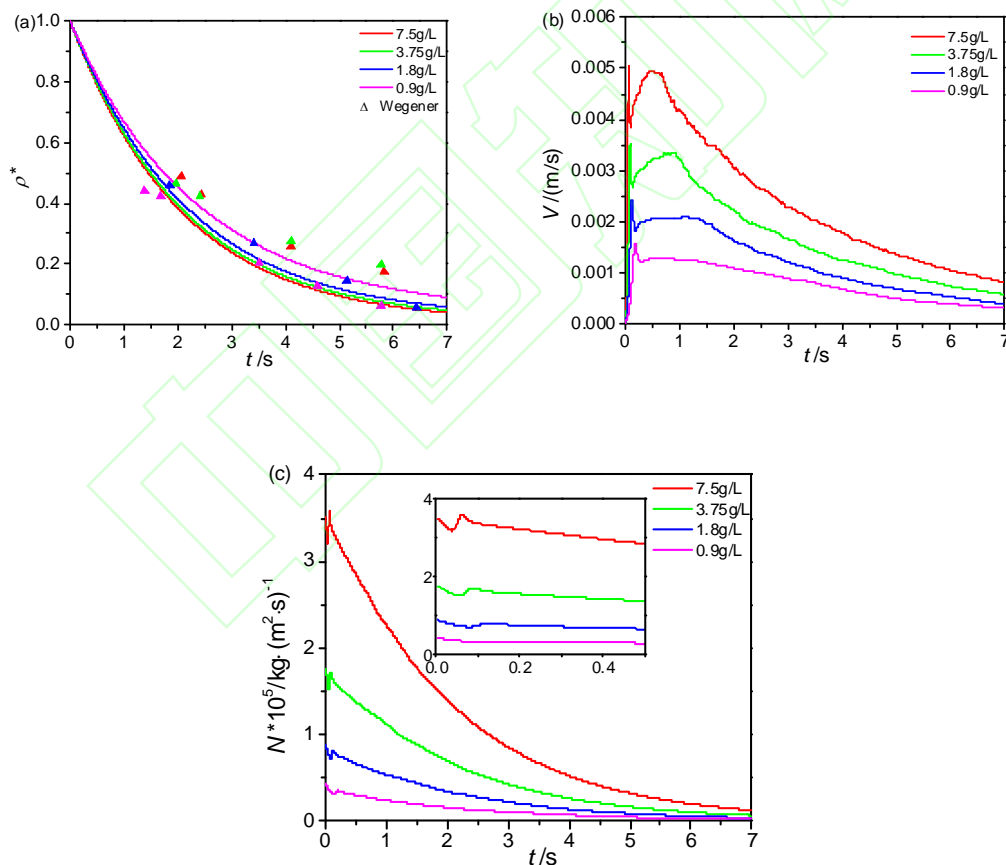 (a)
1.0
0.8
0.6
0.4
0.2
0.0
ρ*
7.5g/L
3.75g/L
1.8g/L
0.9g/L
Δ Wegener
0 1 2 3 4 5 6 7
t /s
(b)
0.006
0.005
0.004
0.003
0.002
0.001
0.000
V /(m/s)
7.5g/L
3.75g/L
1.8g/L
0.9g/L
0 1 2 3 4 5 6 7
t /s
(c)
4
3
2
1
0
N *10⁵/kg· (m²·s)⁻¹
7.5g/L
3.75g/L
1.8g/L
0.9g/L
4
2
0
0.0 0.2 0.4
0 1 2 3 4 5 6 7
t /s